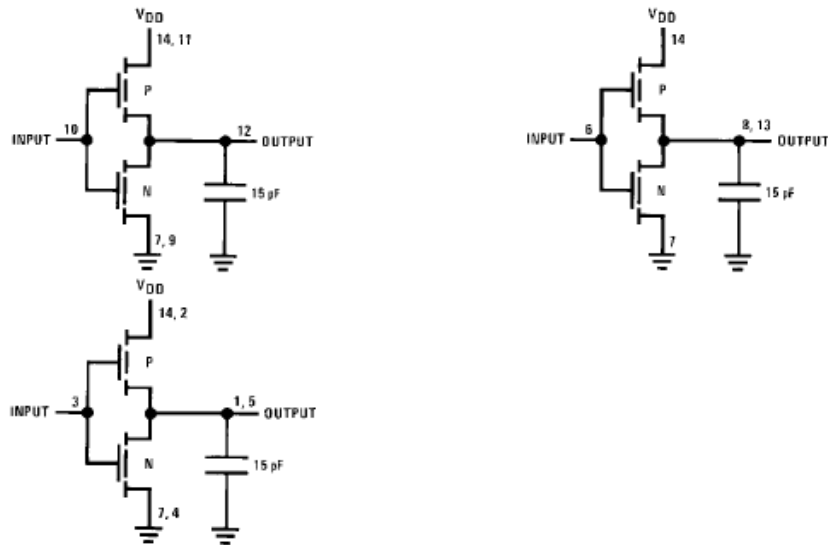 VDD
14, 11
P
INPUT
10
12
OUTPUT
N
15 pF
7, 9
VDD
14
P
INPUT
6
8, 13
OUTPUT
N
15 pF
7
VDD
14, 2
P
INPUT
3
1, 5
OUTPUT
N
15 pF
7, 4